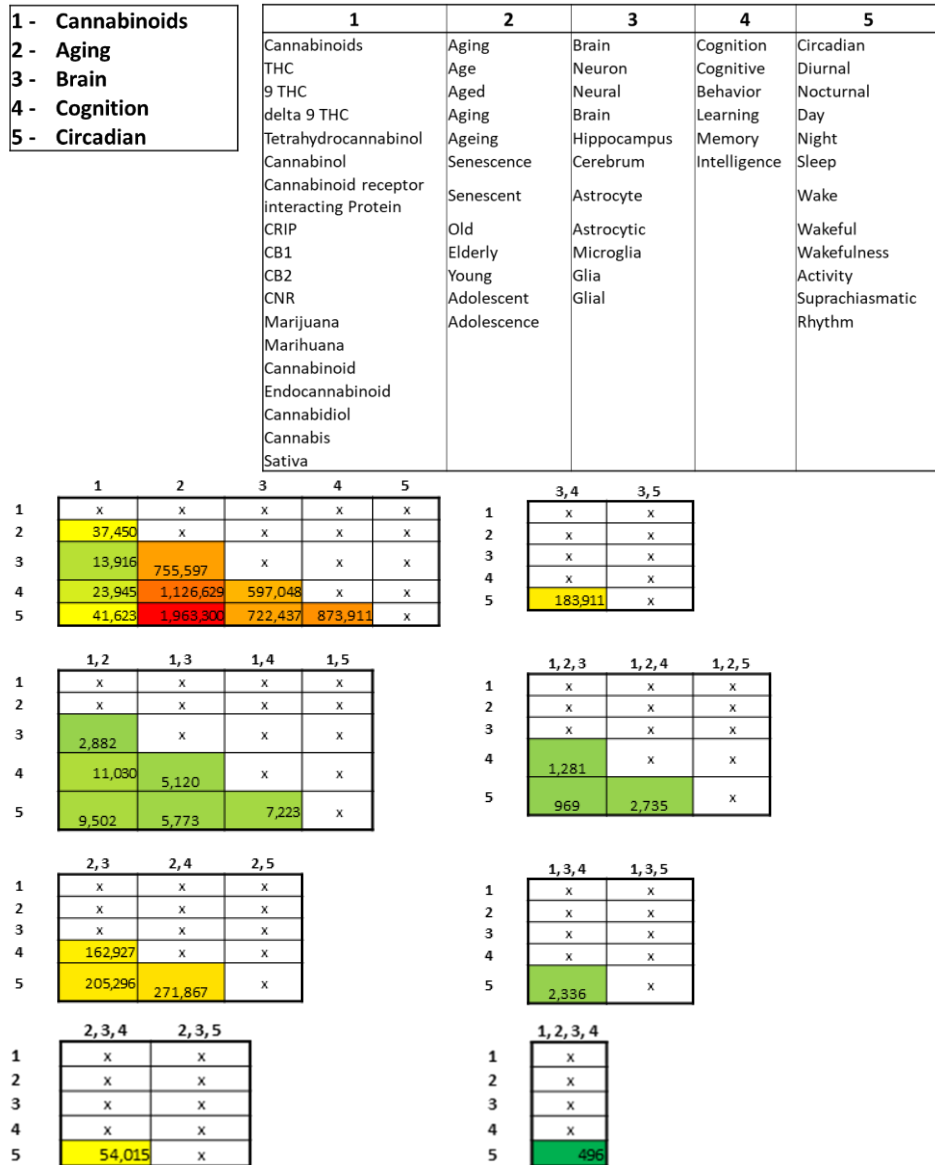 1 - Cannabinoids
2 - Aging
3 - Brain
4 - Cognition
5 - Circadian
1 2 3 4 5
Cannabinoids Aging Brain Cognition Circadian
THC Age Neuron Cognitive Diurnal
9 THC Aged Neural Behavior Nocturnal
delta 9 THC Aging Brain Learning Day
Tetrahydrocannabinol Ageing Hippocampus Memory Night
Cannabinol Senescence Cerebrum Intelligence Sleep
Cannabinoid receptor
interacting Protein Senescent Astrocyte Wake
CRIP Old Astrocytic Wakeful
CB1 Elderly Microglia Wakefulness
CB2 Young Glia Activity
CNR Adolescent Glial Suprachiasmatic
Marijuana Adolescence Rhythm
Marihuana
Cannabinoid
Endocannabinoid
Cannabidiol
Cannabis
Sativa
1 2 3 4 5
1 x x x x x
2 37,450 x x x x
3 13,916 755,597 x x x
4 23,945 1,126,629 597,048 x x
5 41,623 1,963,300 722,437 873,911 x
3, 4 3, 5
1 x x
2 x x
3 x x
4 x x
5 183,911 x
1, 2 1, 3 1, 4 1, 5
1 x x x x
2 x x x x
3 2,882 x x x
4 11,030 5,120 x x
5 9,502 5,773 7,223 x
1, 2, 3 1, 2, 4 1, 2, 5
1 x x x
2 x x x
3 x x x
4 1,281 x x
5 969 2,735 x
2, 3 2, 4 2, 5
1 x x x
2 x x x
3 x x x
4 162,927 x x
5 205,296 271,867 x
1, 3, 4 1, 3, 5
1 x x
2 x x
3 x x
4 x x
5 2,336 x
2, 3, 4 2, 3, 5
1 x x
2 x x
3 x x
4 x x
5 54,015 x
1, 2, 3, 4
1 x
2 x
3 x
4 x
5 496